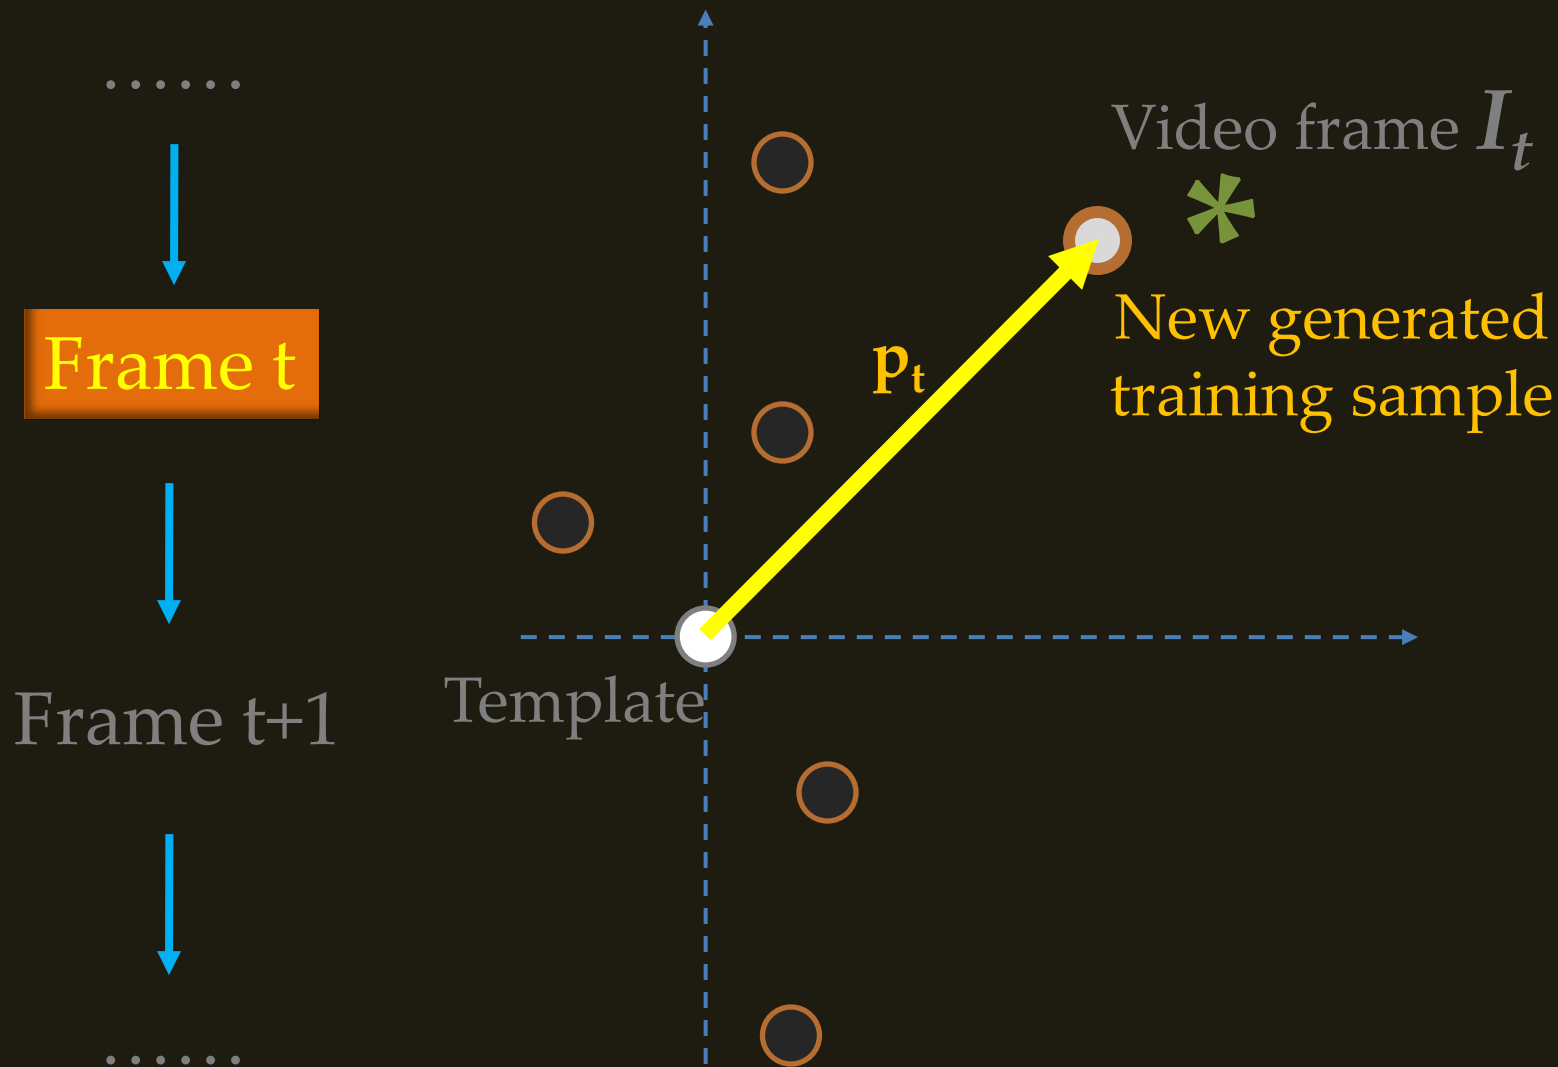 ......
Frame t
Frame t+1
......
Video frame I_t
*
New generated
training sample
p_t
Template